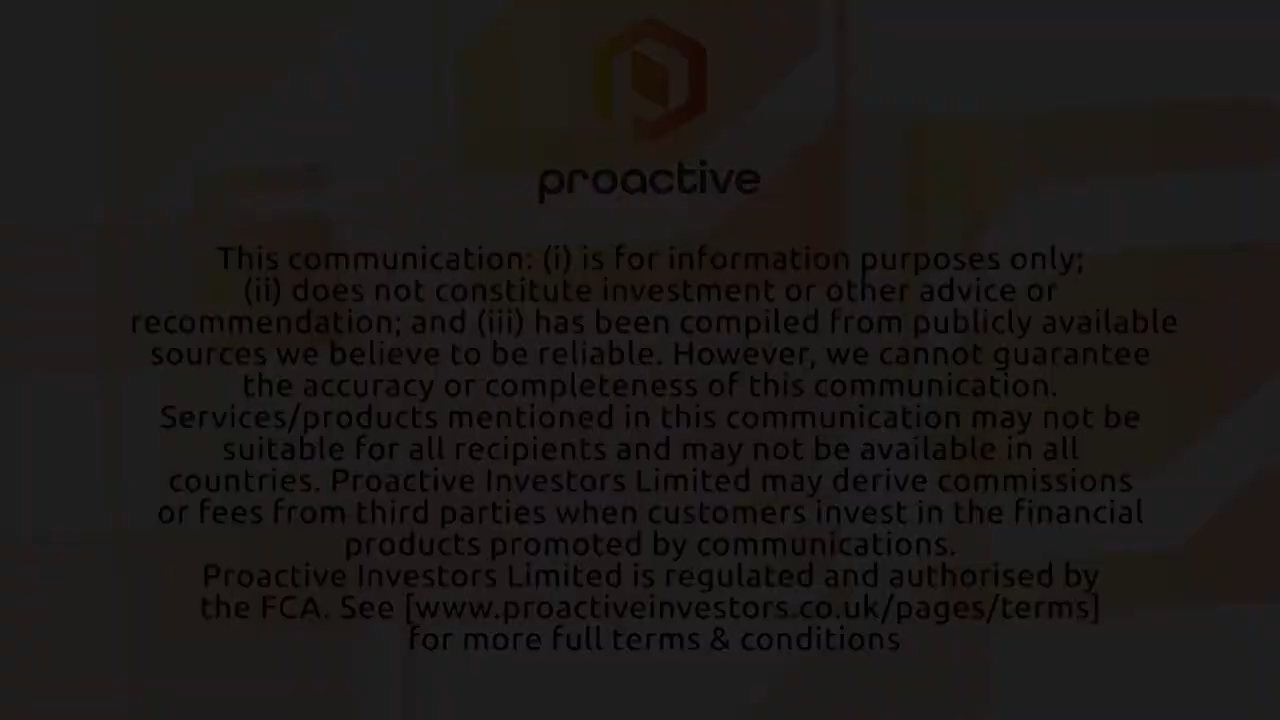 proactive
This communication: (i) is for information purposes only;
(ii) does not constitute investment or other advice or
recommendation; and (iii) has been compiled from publicly available
sources we believe to be reliable. However, we cannot guarantee
the accuracy or completeness of this communication.
Services/products mentioned in this communication may not be
suitable for all recipients and may not be available in all
countries. Proactive Investors Limited may derive commissions
or fees from third parties when customers invest in the financial
products promoted by communications.
Proactive Investors Limited is regulated and authorised by
the FCA. See [www.proactiveinvestors.co.uk/pages/terms]
for more full terms & conditions